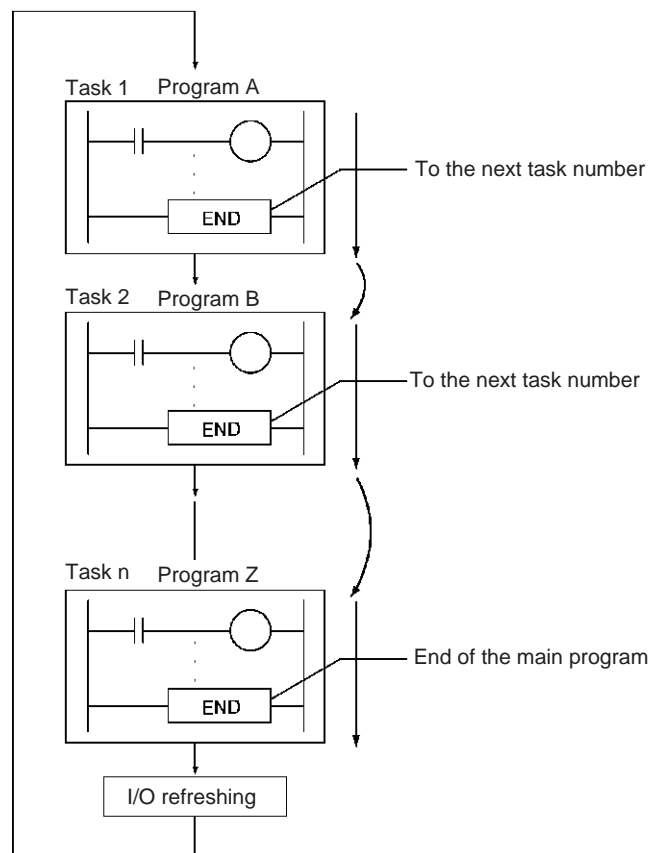 Task 1 Program A
To the next task number
END
Task 2 Program B
To the next task number
END
Task n Program Z
End of the main program
END
I/O refreshing